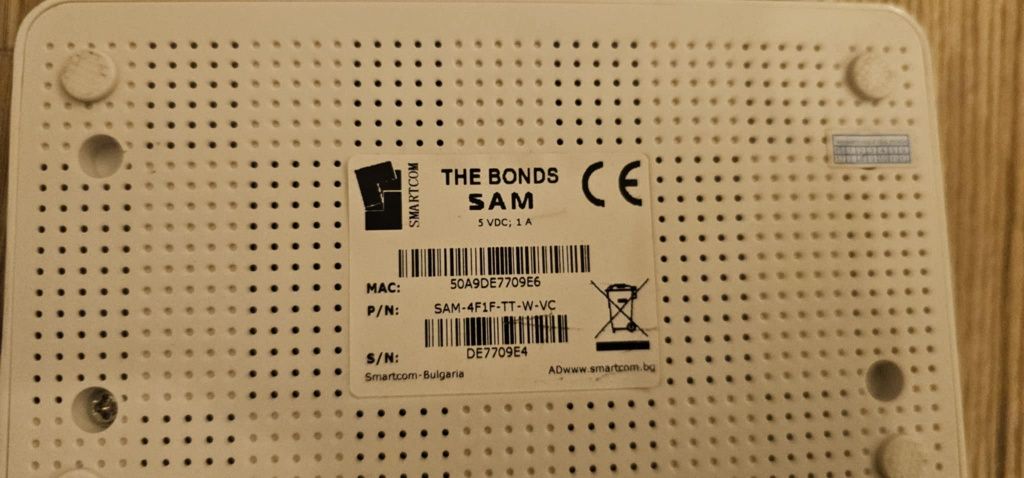 SMARTCOM
THE BONDS
SAM
5 VDC; 1 A
MAC: 50A9DE7709E6
P/N: SAM-4F1F-TT-W-VC
S/N: DE7709E4
Smartcom-Bulgaria ADwww.smartcom.bg